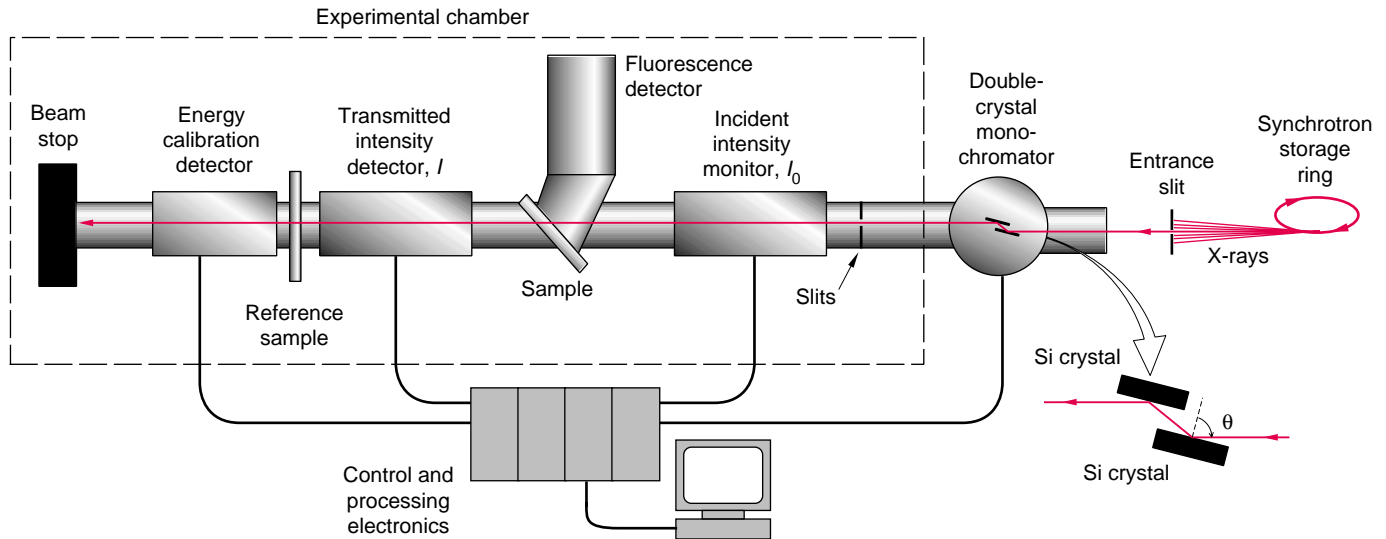 Experimental chamber
Beam
stop
Energy
calibration
detector
Transmitted
intensity
detector, I
Fluorescence
detector
Incident
intensity
monitor, I0
Double-
crystal
mono-
chromator
Entrance
slit
Synchrotron
storage
ring
X-rays
Reference
sample
Sample
Slits
Si crystal
θ
Si crystal
Control and
processing
electronics